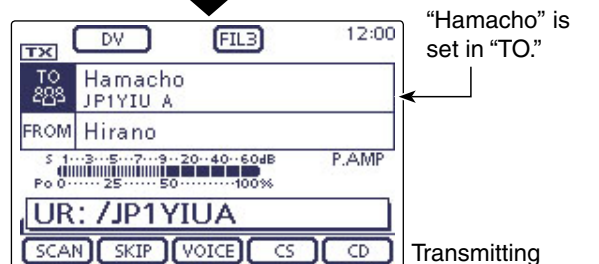 "Hamacho" is
set in "TO."
TX DV FIL3 12:00
TO Hamacho
JP1YIU A
FROM Hirano
S 1···3···5···7···9··20··40··60dB P.AMP
Po 0······ 25······ 50··········100%
UR: /JP1YIUA
SCAN SKIP VOICE CS CD
Transmitting